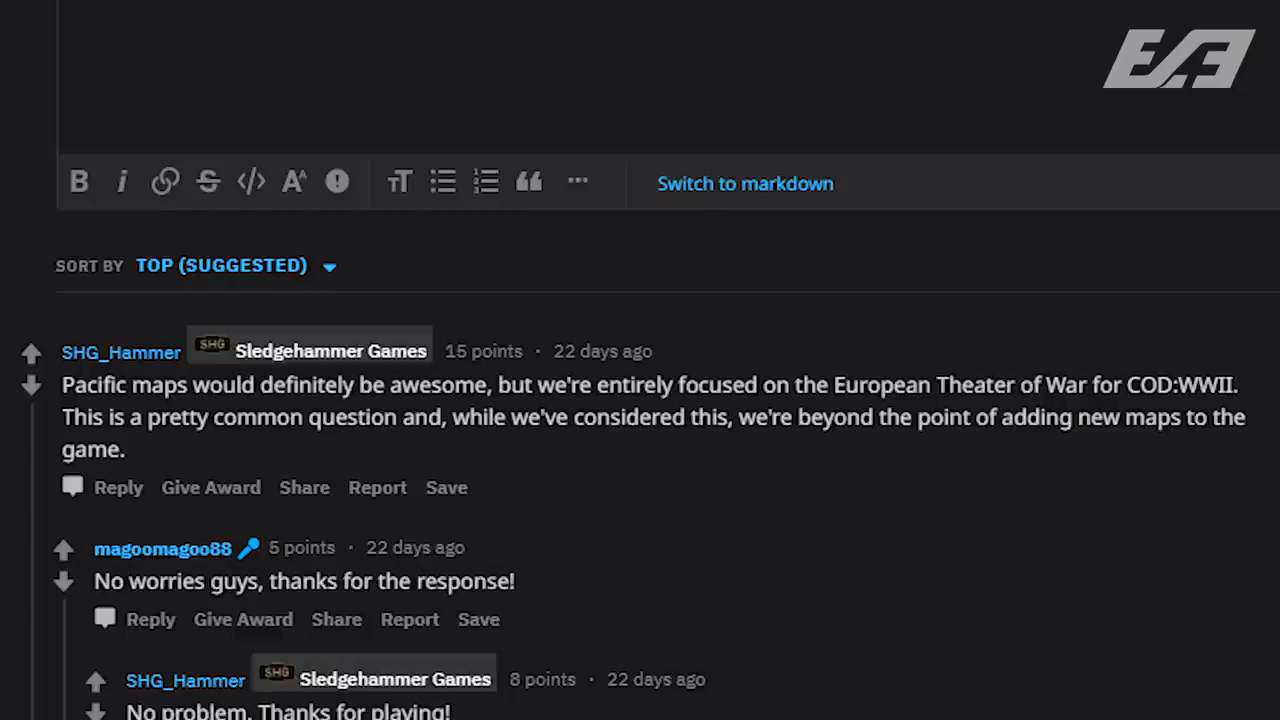 B i </> A^ TT 99 ... Switch to markdown
SORT BY TOP (SUGGESTED)
SHG_Hammer SHG Sledgehammer Games 15 points · 22 days ago
Pacific maps would definitely be awesome, but we're entirely focused on the European Theater of War for COD:WWII.
This is a pretty common question and, while we've considered this, we're beyond the point of adding new maps to the
game.
Reply Give Award Share Report Save
magoomagoo88 5 points · 22 days ago
No worries guys, thanks for the response!
Reply Give Award Share Report Save
SHG_Hammer SHG Sledgehammer Games 8 points · 22 days ago
No problem. Thanks for playing!